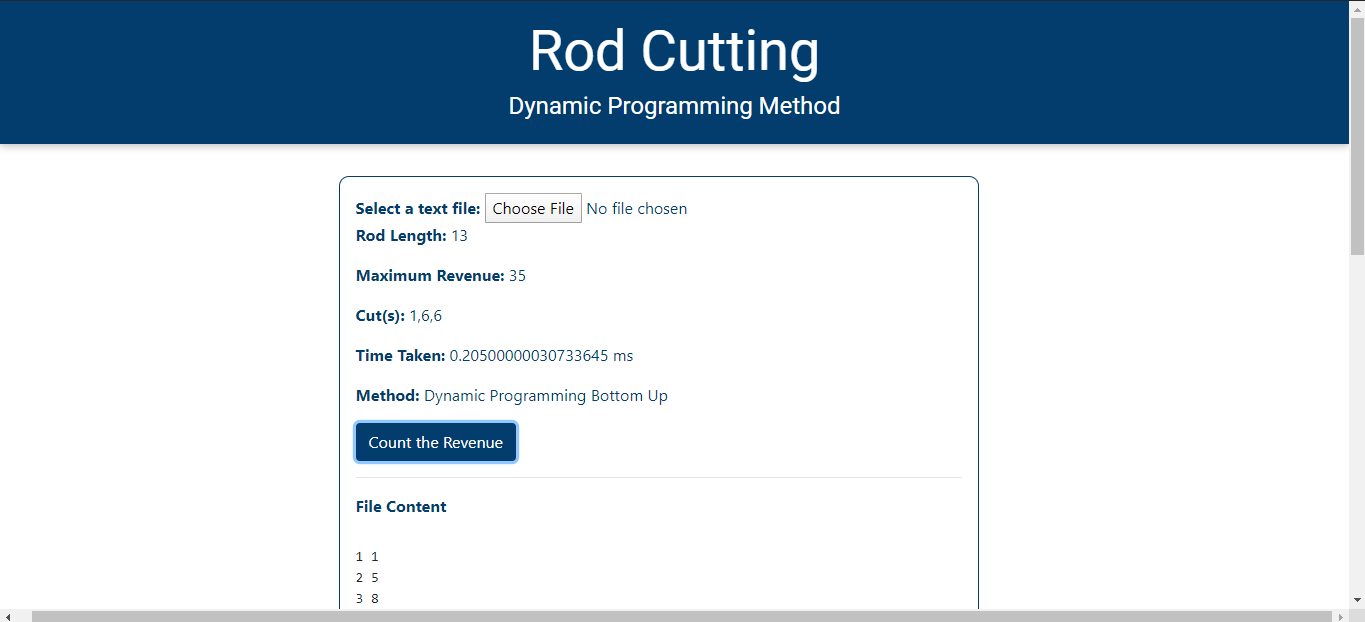 Rod Cutting
Dynamic Programming Method
Select a text file: Choose File No file chosen
Rod Length: 13
Maximum Revenue: 35
Cut(s): 1,6,6
Time Taken: 0.20500000030733645 ms
Method: Dynamic Programming Bottom Up
Count the Revenue
File Content
1 1
2 5
3 8